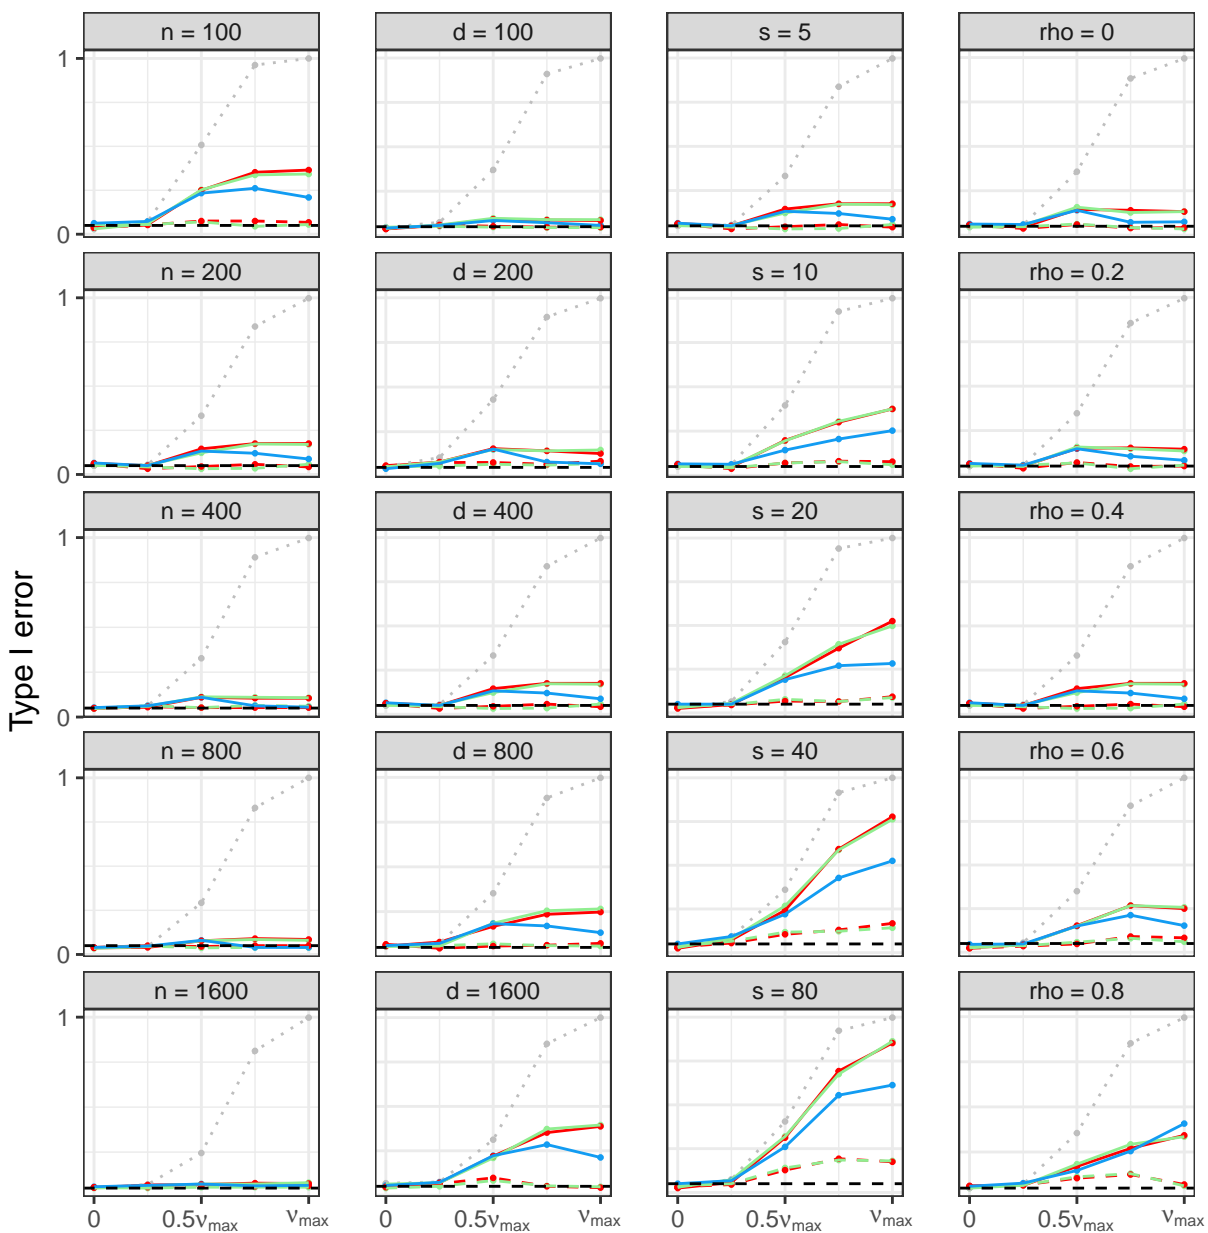 n = 100 d = 100 s = 5 rho = 0
1
0
n = 200 d = 200 s = 10 rho = 0.2
1
0
n = 400 d = 400 s = 20 rho = 0.4
1
0
Type I error
n = 800 d = 800 s = 40 rho = 0.6
1
0
n = 1600 d = 1600 s = 80 rho = 0.8
1
0 0.5νmax νmax 0 0.5νmax νmax 0 0.5νmax νmax 0 0.5νmax νmax